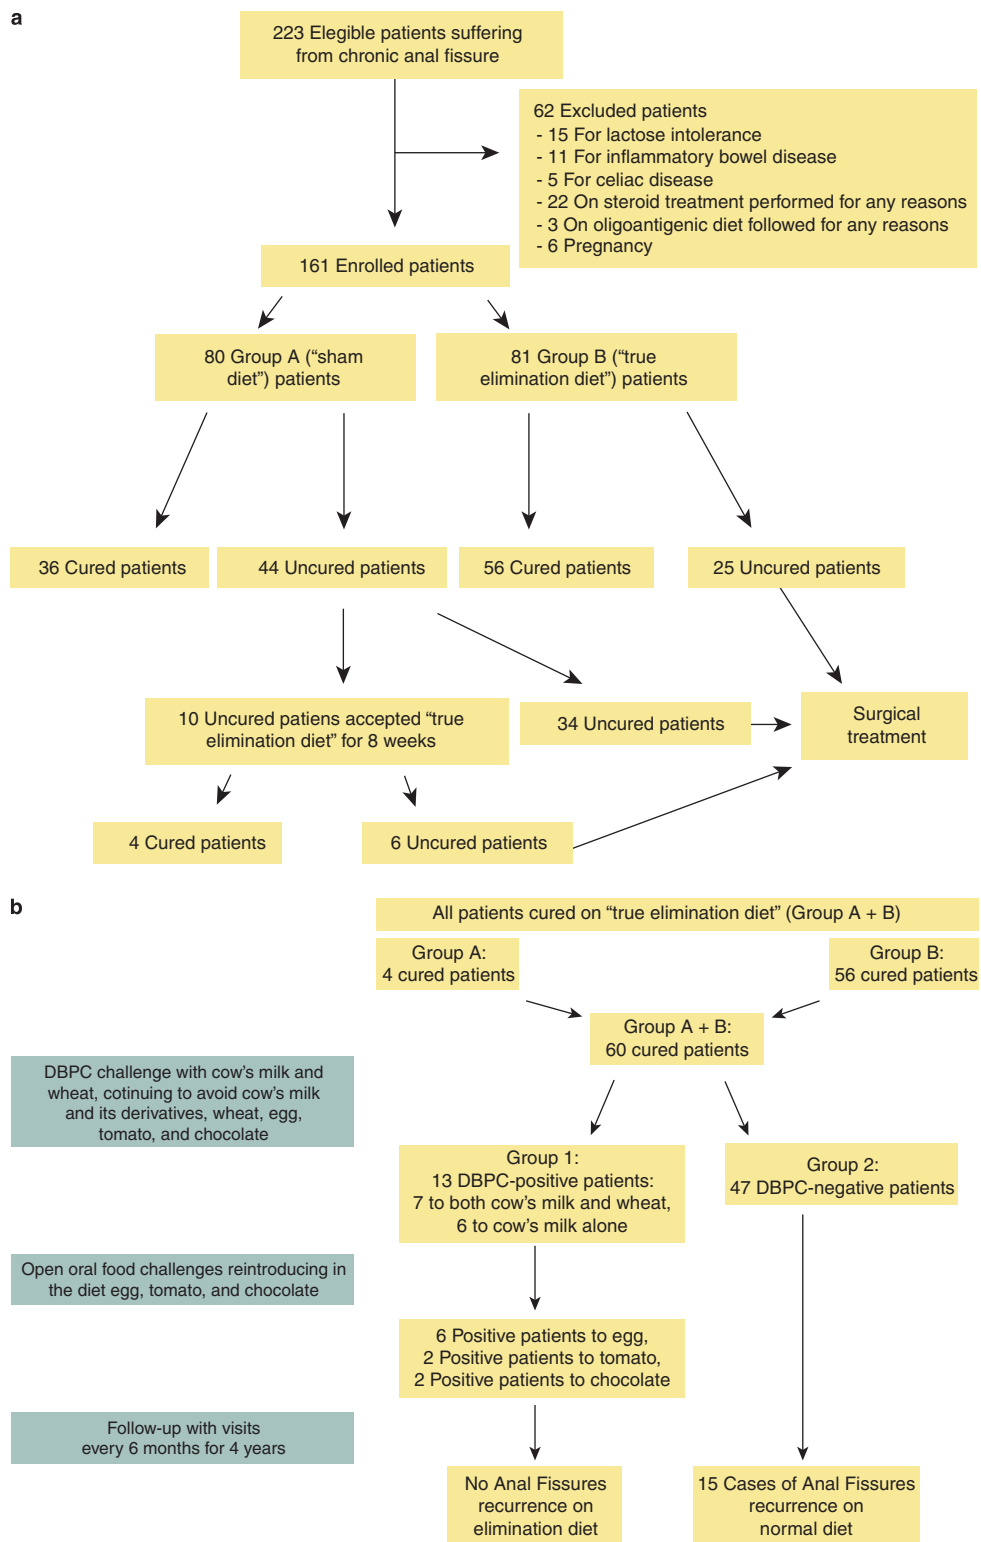 a
223 Elegible patients suffering
from chronic anal fissure
62 Excluded patients
- 15 For lactose intolerance
- 11 For inflammatory bowel disease
- 5 For celiac disease
- 22 On steroid treatment performed for any reasons
- 3 On oligoantigenic diet followed for any reasons
- 6 Pregnancy
161 Enrolled patients
80 Group A (“sham
diet”) patients
81 Group B (“true
elimination diet”) patients
36 Cured patients
44 Uncured patients
56 Cured patients
25 Uncured patients
10 Uncured patiens accepted “true
elimination diet” for 8 weeks
34 Uncured patients
Surgical
treatment
4 Cured patients
6 Uncured patients
b
All patients cured on “true elimination diet” (Group A + B)
Group A:
4 cured patients
Group B:
56 cured patients
Group A + B:
60 cured patients
DBPC challenge with cow’s milk and
wheat, cotinuing to avoid cow’s milk
and its derivatives, wheat, egg,
tomato, and chocolate
Group 1:
13 DBPC-positive patients:
7 to both cow’s milk and wheat,
6 to cow’s milk alone
Group 2:
47 DBPC-negative patients
Open oral food challenges reintroducing in
the diet egg, tomato, and chocolate
6 Positive patients to egg,
2 Positive patients to tomato,
2 Positive patients to chocolate
Follow-up with visits
every 6 months for 4 years
No Anal Fissures
recurrence on
elimination diet
15 Cases of Anal Fissures
recurrence on
normal diet